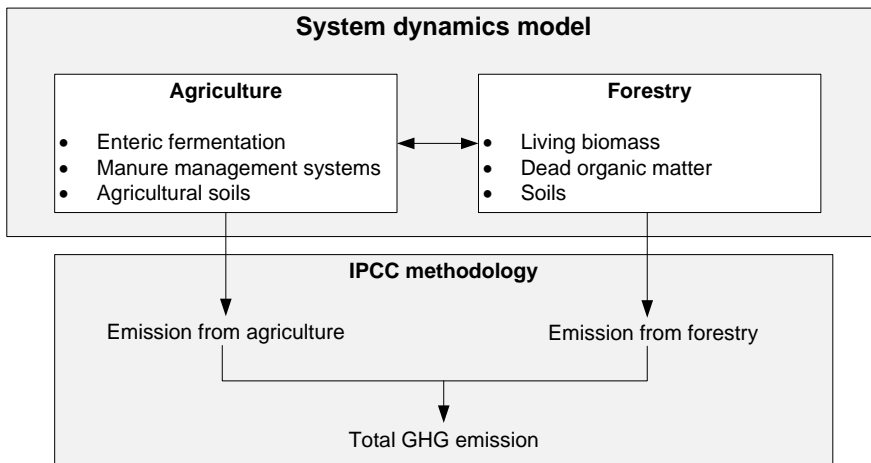 System dynamics model
Agriculture
• Enteric fermentation
• Manure management systems
• Agricultural soils
Forestry
• Living biomass
• Dead organic matter
• Soils
IPCC methodology
Emission from agriculture
Emission from forestry
Total GHG emission